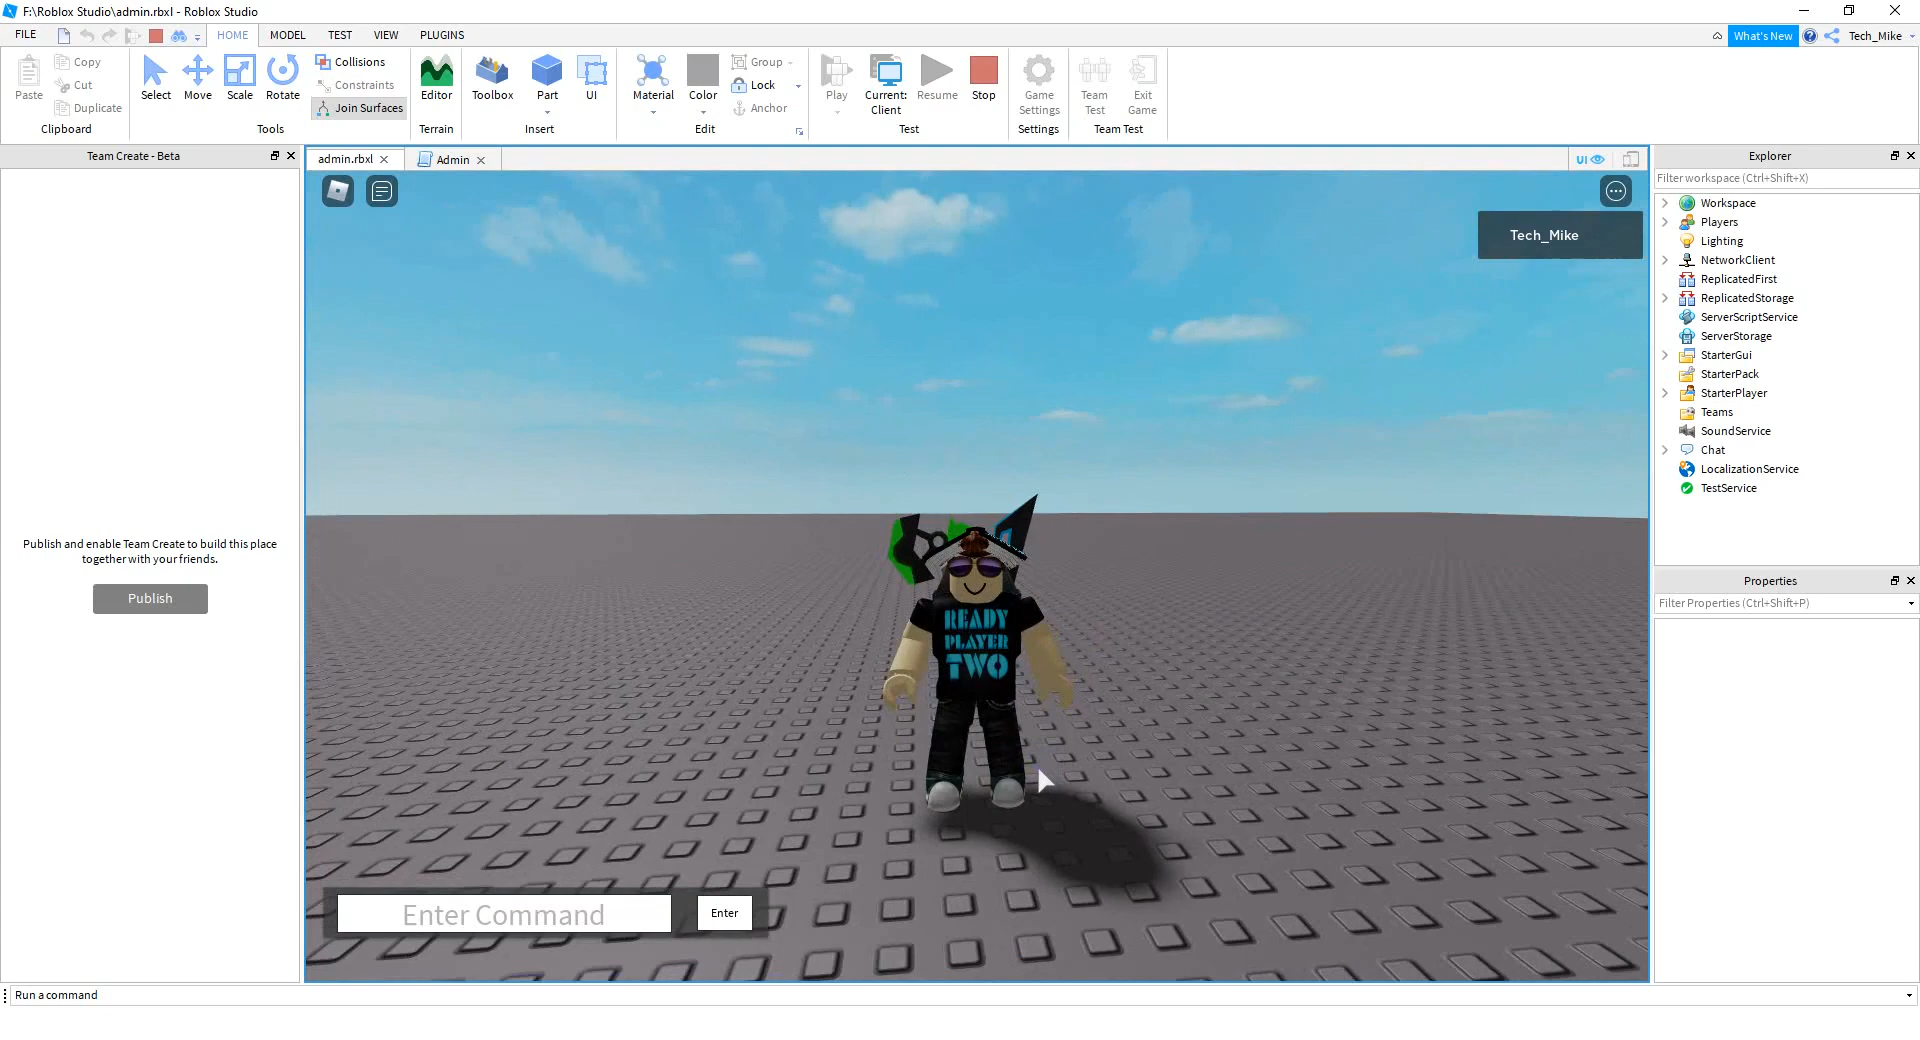 F:\Roblox Studio\admin.rbxl - Roblox Studio
FILE
HOME
MODEL
TEST
VIEW
PLUGINS
What's New
Tech_Mike
Paste
Copy
Cut
Duplicate
Clipboard
Select
Move
Scale
Rotate
Collisions
Constraints
Join Surfaces
Tools
Editor
Terrain
Toolbox
Part
UI
Insert
Material
Color
Group
Lock
Anchor
Edit
Play
Current:
Client
Resume
Stop
Test
Game
Settings
Settings
Team
Test
Exit
Game
Team Test
Team Create - Beta
Publish and enable Team Create to build this place
together with your friends.
Publish
admin.rbxl
Admin
UI
Tech_Mike
READY
PLAYER
TWO
Enter Command
Enter
Explorer
Filter workspace (Ctrl+Shift+X)
Workspace
Players
Lighting
NetworkClient
ReplicatedFirst
ReplicatedStorage
ServerScriptService
ServerStorage
StarterGui
StarterPack
StarterPlayer
Teams
SoundService
Chat
LocalizationService
TestService
Properties
Filter Properties (Ctrl+Shift+P)
Run a command